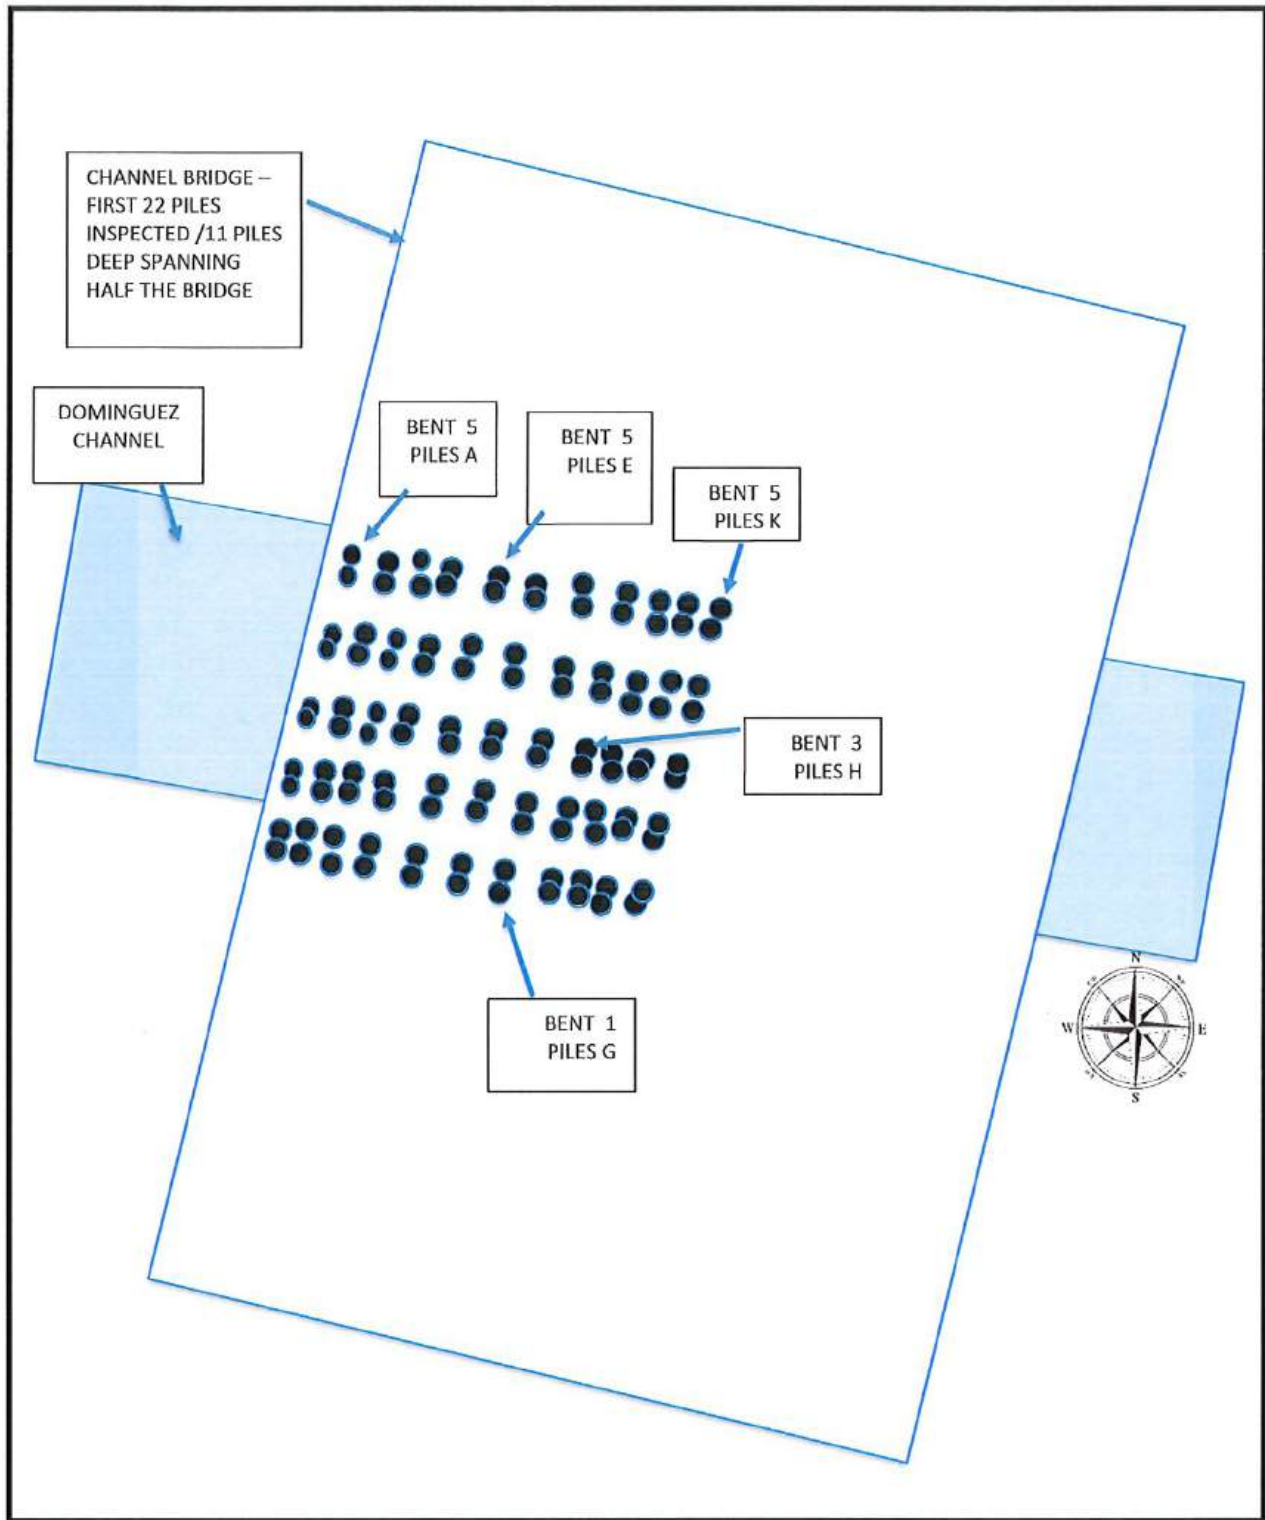 CHANNEL BRIDGE –
FIRST 22 PILES
INSPECTED /11 PILES
DEEP SPANNING
HALF THE BRIDGE
DOMINGUEZ
CHANNEL
BENT 5
PILES A
BENT 5
PILES E
BENT 5
PILES K
BENT 3
PILES H
BENT 1
PILES G
N
W
E
S